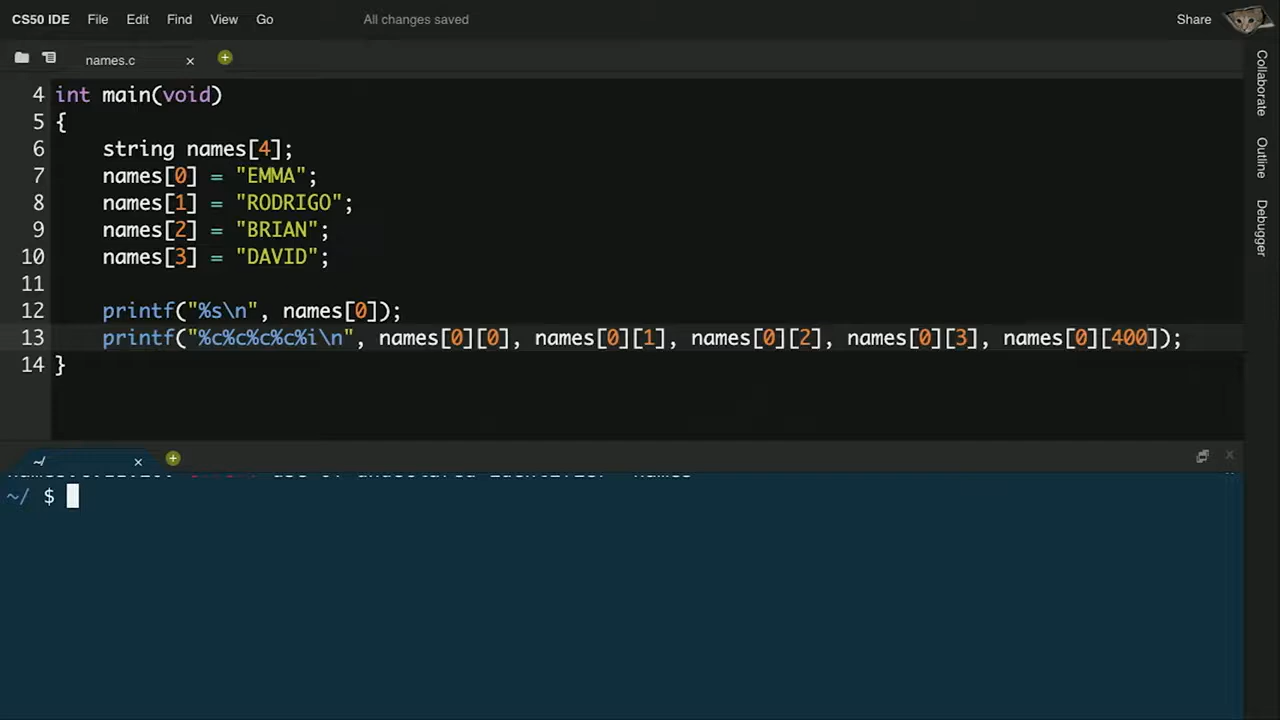 CS50 IDE File Edit Find View Go All changes saved Share
names.c
4 int main(void)
5 {
6 string names[4];
7 names[0] = "EMMA";
8 names[1] = "RODRIGO";
9 names[2] = "BRIAN";
10 names[3] = "DAVID";
11
12 printf("%s\n", names[0]);
13 printf("%c%c%c%c%i\n", names[0][0], names[0][1], names[0][2], names[0][3], names[0][400]);
14 }
Collaborate
Outline
Debugger
~/
~/ $